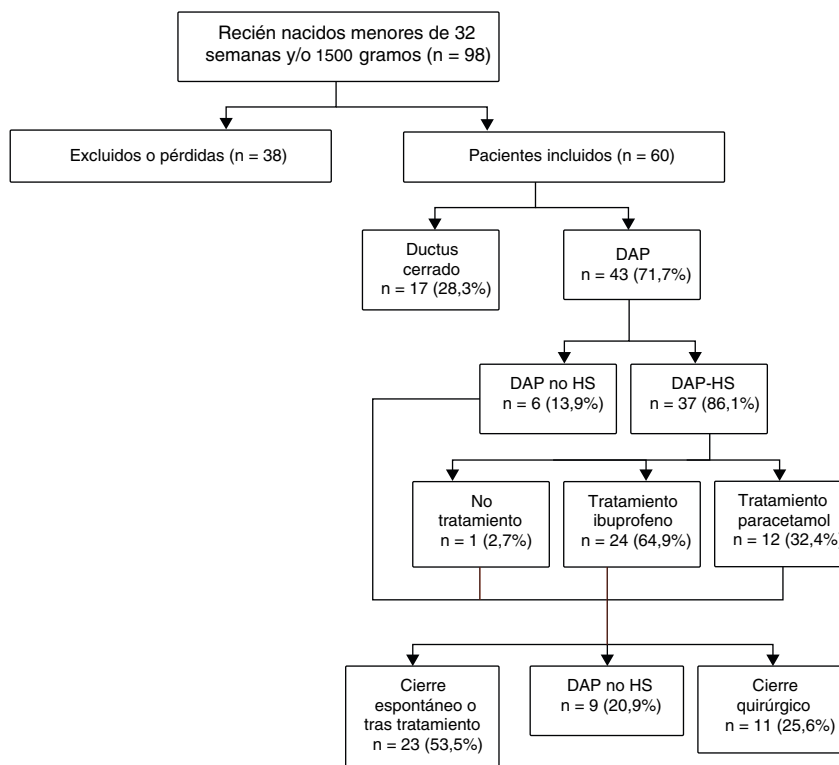 Recién nacidos menores de 32
semanas y/o 1500 gramos (n = 98)
Excluidos o pérdidas (n = 38)
Pacientes incluidos (n = 60)
Ductus
cerrado
n = 17 (28,3%)
DAP
n = 43 (71,7%)
DAP no HS
n = 6 (13,9%)
DAP-HS
n = 37 (86,1%)
No
tratamiento
n = 1 (2,7%)
Tratamiento
ibuprofeno
n = 24 (64,9%)
Tratamiento
paracetamol
n = 12 (32,4%)
Cierre
espontáneo o
tras tratamiento
n = 23 (53,5%)
DAP no HS
n = 9 (20,9%)
Cierre
quirúrgico
n = 11 (25,6%)